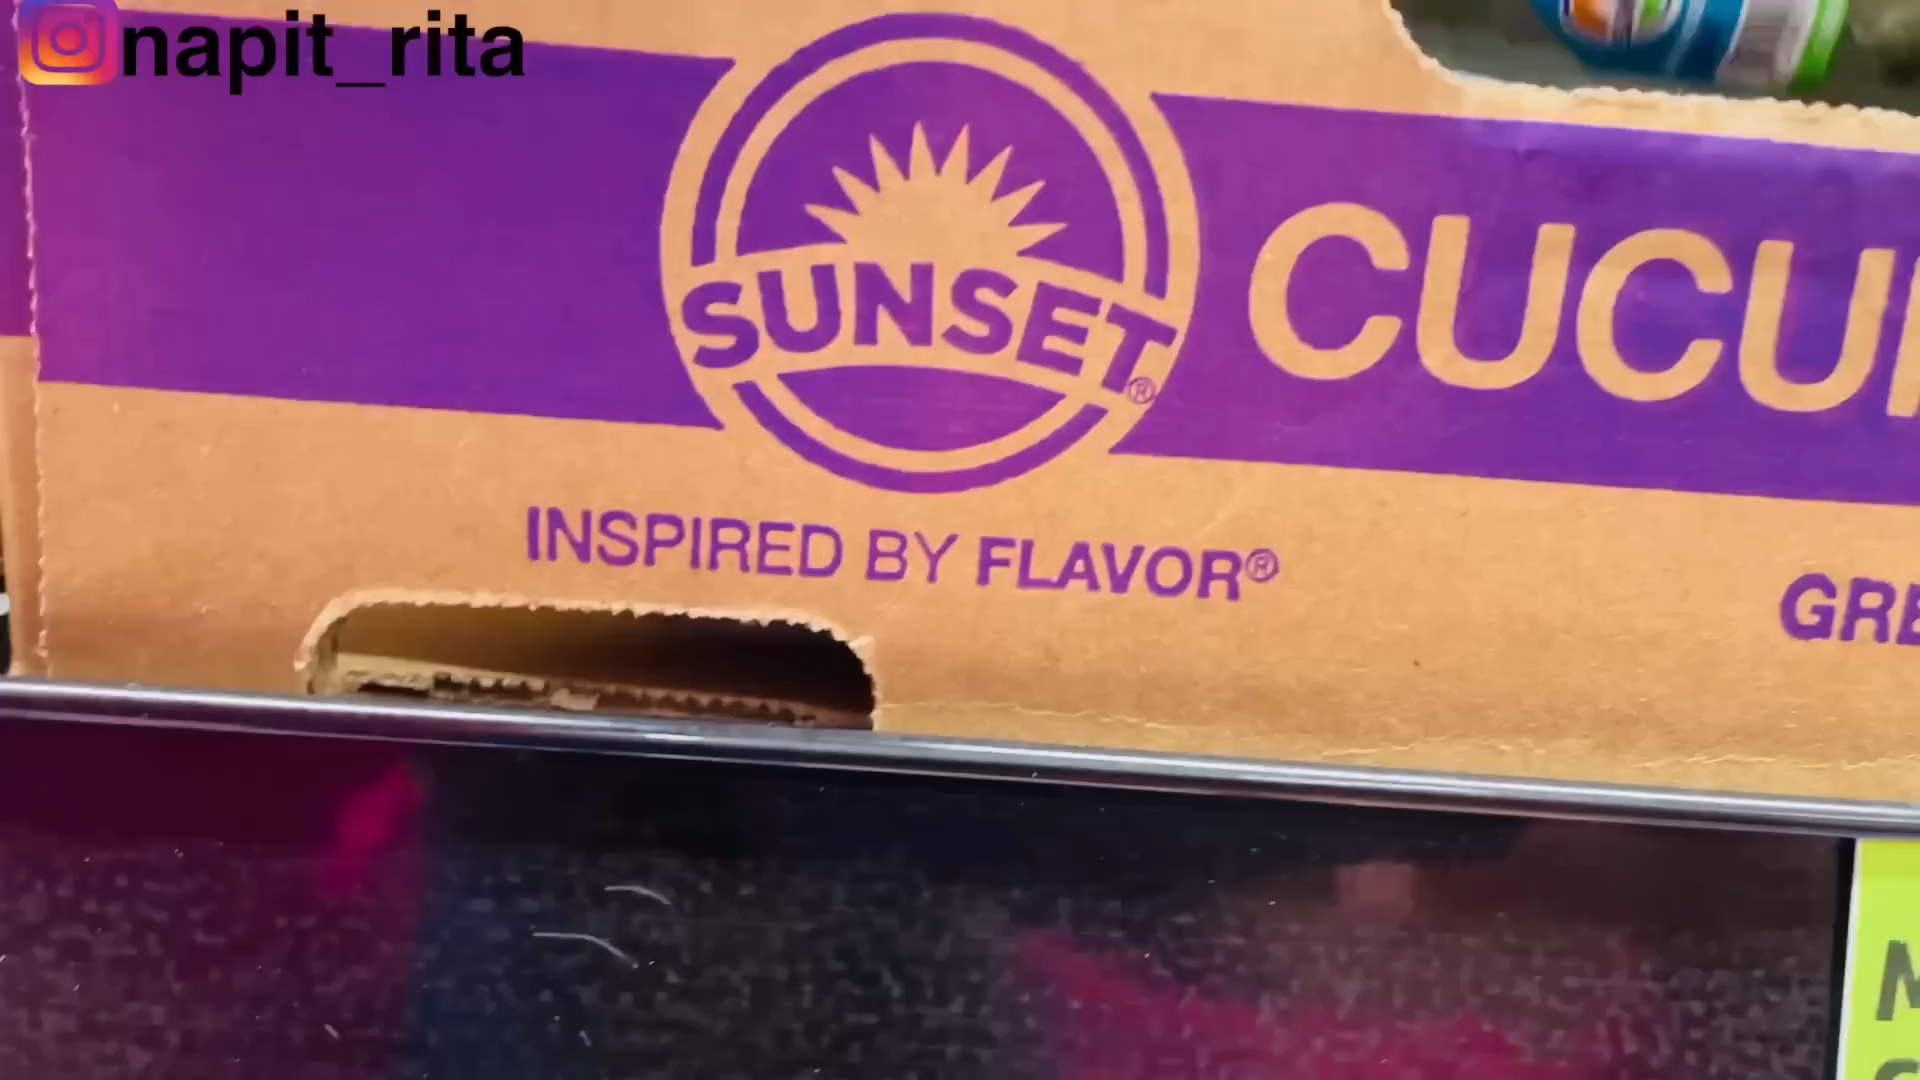 napit_rita
SUNSET®
CUCU
INSPIRED BY FLAVOR®
GRE